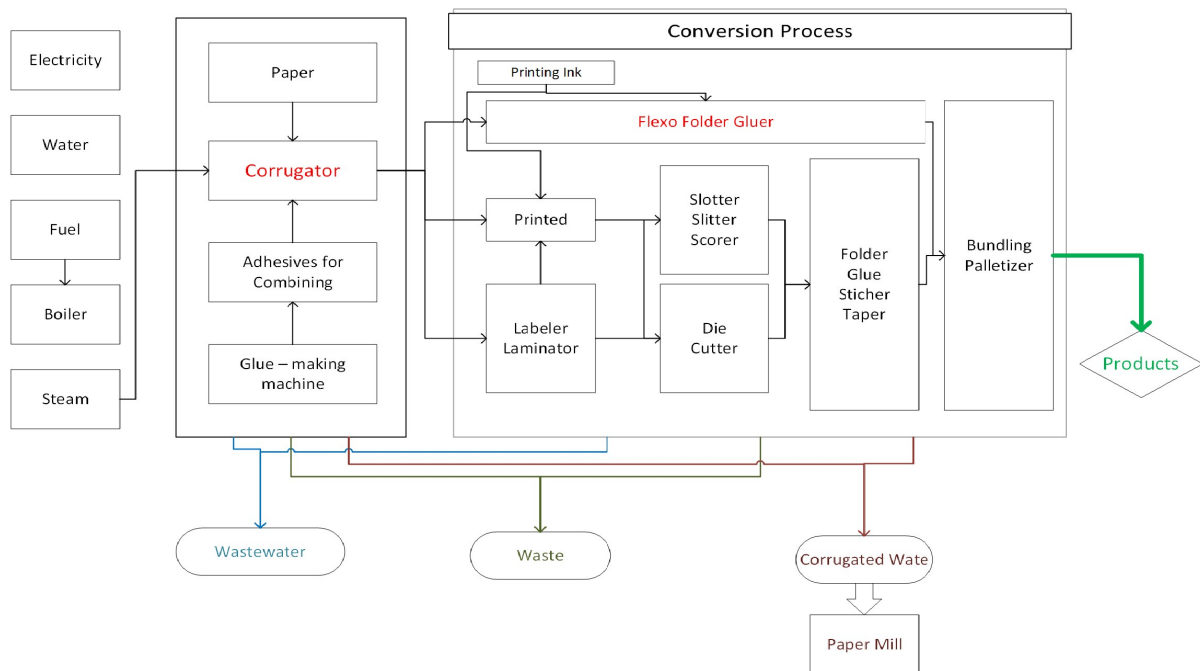 Electricity
Water
Fuel
Boiler
Steam
Paper
Corrugator
Adhesives for
Combining
Glue – making
machine
Conversion Process
Printing Ink
Flexo Folder Gluer
Printed
Labeler
Laminator
Slotter
Slitter
Scorer
Die
Cutter
Folder
Glue
Sticher
Taper
Bundling
Palletizer
Products
Wastewater
Waste
Corrugated Wate
Paper Mill